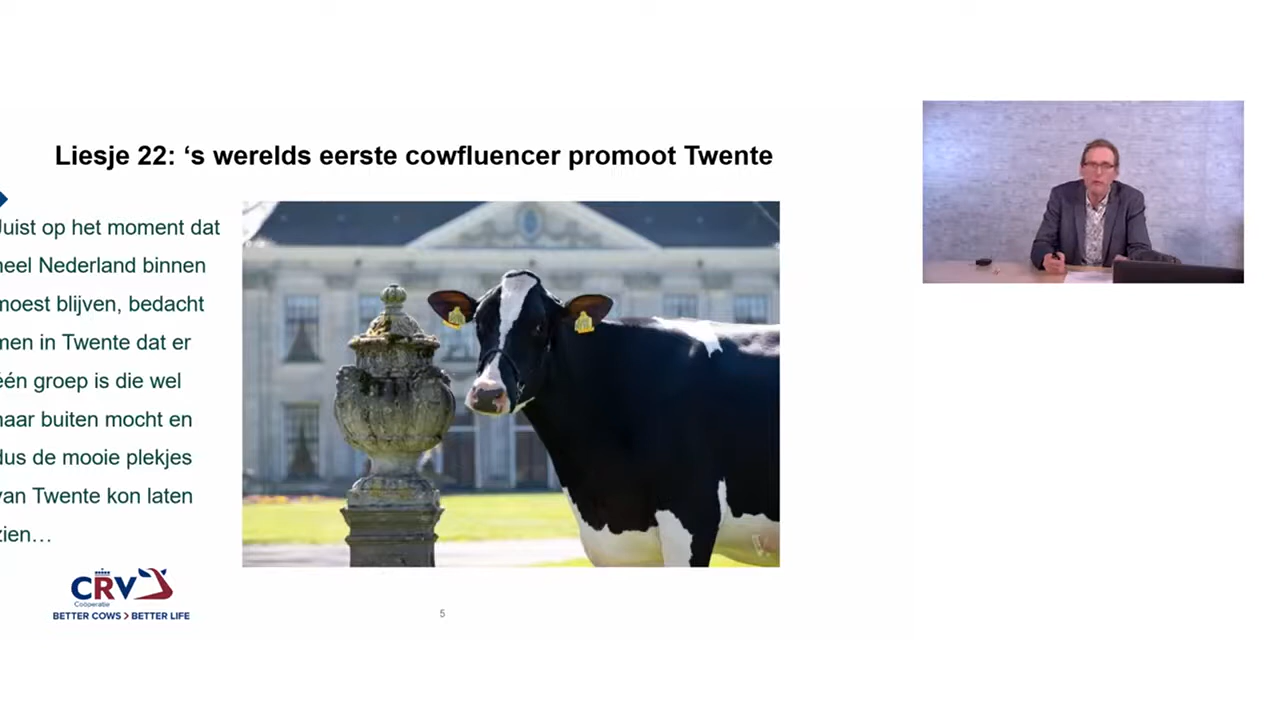 Liesje 22: ‘s werelds eerste cowfluencer promoot Twente
Juist op het moment dat
heel Nederland binnen
moest blijven, bedacht
men in Twente dat er
één groep is die wel
naar buiten mocht en
dus de mooie plekjes
van Twente kon laten
zien…
CRV
Coöperatie
BETTER COWS > BETTER LIFE
5